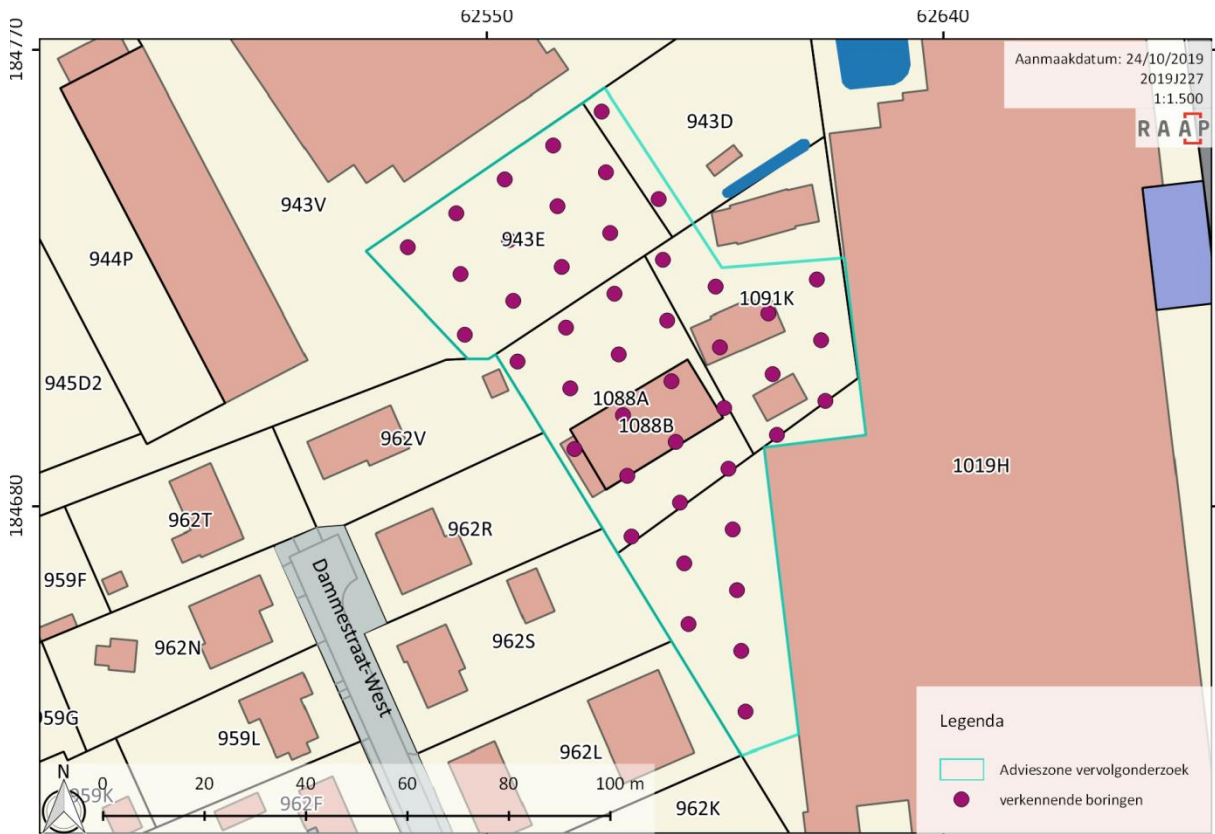 62550
62640
184770
Aanmaakdatum: 24/10/2019
2019J227
1:1.500
RAAP
943D
943V
943E
944P
1091K
945D2
1088A
1088B
962V
1019H
184680
962T
962R
959F
Dammestraat-West
962S
962N
959G
959L
962L
Legenda
Advieszone vervolgonderzoek
verkennende boringen
N
0 20 40 60 80 100 m
959K
962F
962K